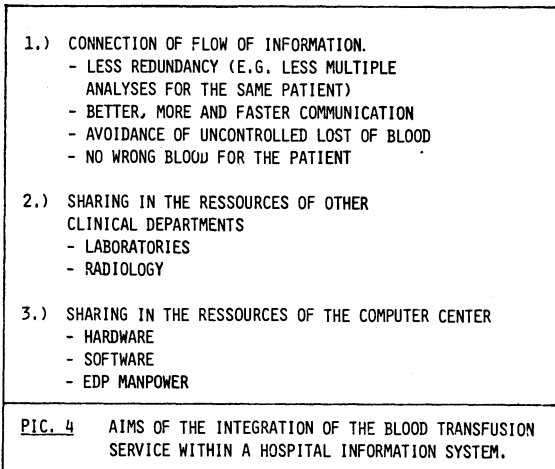 1.) CONNECTION OF FLOW OF INFORMATION.
- LESS REDUNDANCY (E.G. LESS MULTIPLE
ANALYSES FOR THE SAME PATIENT)
- BETTER, MORE AND FASTER COMMUNICATION
- AVOIDANCE OF UNCONTROLLED LOST OF BLOOD
- NO WRONG BLOOD FOR THE PATIENT
2.) SHARING IN THE RESSOURCES OF OTHER
CLINICAL DEPARTMENTS
- LABORATORIES
- RADIOLOGY
3.) SHARING IN THE RESSOURCES OF THE COMPUTER CENTER
- HARDWARE
- SOFTWARE
- EDP MANPOWER
PIC. 4 AIMS OF THE INTEGRATION OF THE BLOOD TRANSFUSION
SERVICE WITHIN A HOSPITAL INFORMATION SYSTEM.